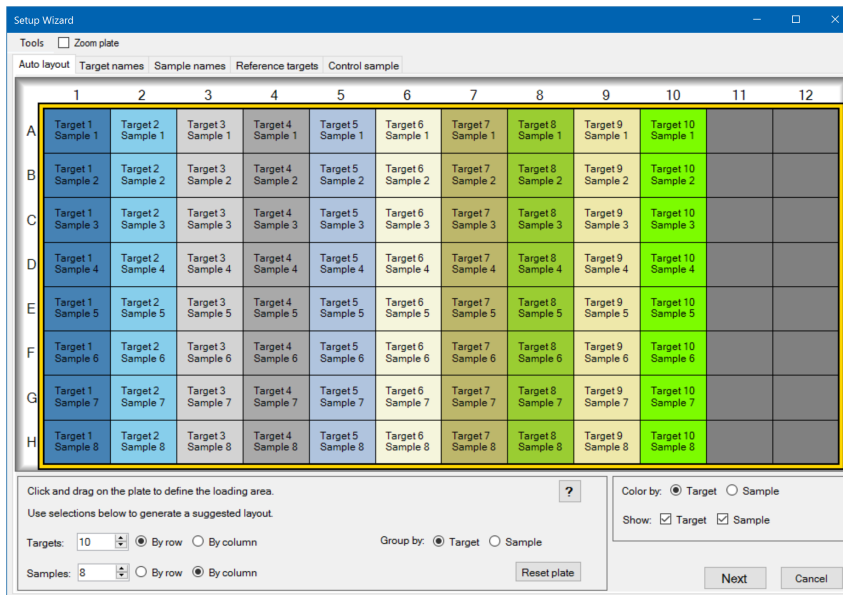 Setup Wizard
Tools Zoom plate
Auto layout Target names Sample names Reference targets Control sample
1 2 3 4 5 6 7 8 9 10 11 12
A
Target 1 Target 2 Target 3 Target 4 Target 5 Target 6 Target 7 Target 8 Target 9 Target 10
Sample 1 Sample 1 Sample 1 Sample 1 Sample 1 Sample 1 Sample 1 Sample 1 Sample 1 Sample 1
B
Target 1 Target 2 Target 3 Target 4 Target 5 Target 6 Target 7 Target 8 Target 9 Target 10
Sample 2 Sample 2 Sample 2 Sample 2 Sample 2 Sample 2 Sample 2 Sample 2 Sample 2 Sample 2
C
Target 1 Target 2 Target 3 Target 4 Target 5 Target 6 Target 7 Target 8 Target 9 Target 10
Sample 3 Sample 3 Sample 3 Sample 3 Sample 3 Sample 3 Sample 3 Sample 3 Sample 3 Sample 3
D
Target 1 Target 2 Target 3 Target 4 Target 5 Target 6 Target 7 Target 8 Target 9 Target 10
Sample 4 Sample 4 Sample 4 Sample 4 Sample 4 Sample 4 Sample 4 Sample 4 Sample 4 Sample 4
E
Target 1 Target 2 Target 3 Target 4 Target 5 Target 6 Target 7 Target 8 Target 9 Target 10
Sample 5 Sample 5 Sample 5 Sample 5 Sample 5 Sample 5 Sample 5 Sample 5 Sample 5 Sample 5
F
Target 1 Target 2 Target 3 Target 4 Target 5 Target 6 Target 7 Target 8 Target 9 Target 10
Sample 6 Sample 6 Sample 6 Sample 6 Sample 6 Sample 6 Sample 6 Sample 6 Sample 6 Sample 6
G
Target 1 Target 2 Target 3 Target 4 Target 5 Target 6 Target 7 Target 8 Target 9 Target 10
Sample 7 Sample 7 Sample 7 Sample 7 Sample 7 Sample 7 Sample 7 Sample 7 Sample 7 Sample 7
H
Target 1 Target 2 Target 3 Target 4 Target 5 Target 6 Target 7 Target 8 Target 9 Target 10
Sample 8 Sample 8 Sample 8 Sample 8 Sample 8 Sample 8 Sample 8 Sample 8 Sample 8 Sample 8
Click and drag on the plate to define the loading area. ?
Use selections below to generate a suggested layout.
Targets: 10 By row By column Group by: Target Sample
Samples: 8 By row By column Reset plate
Color by: Target Sample
Show: Target Sample
Next Cancel